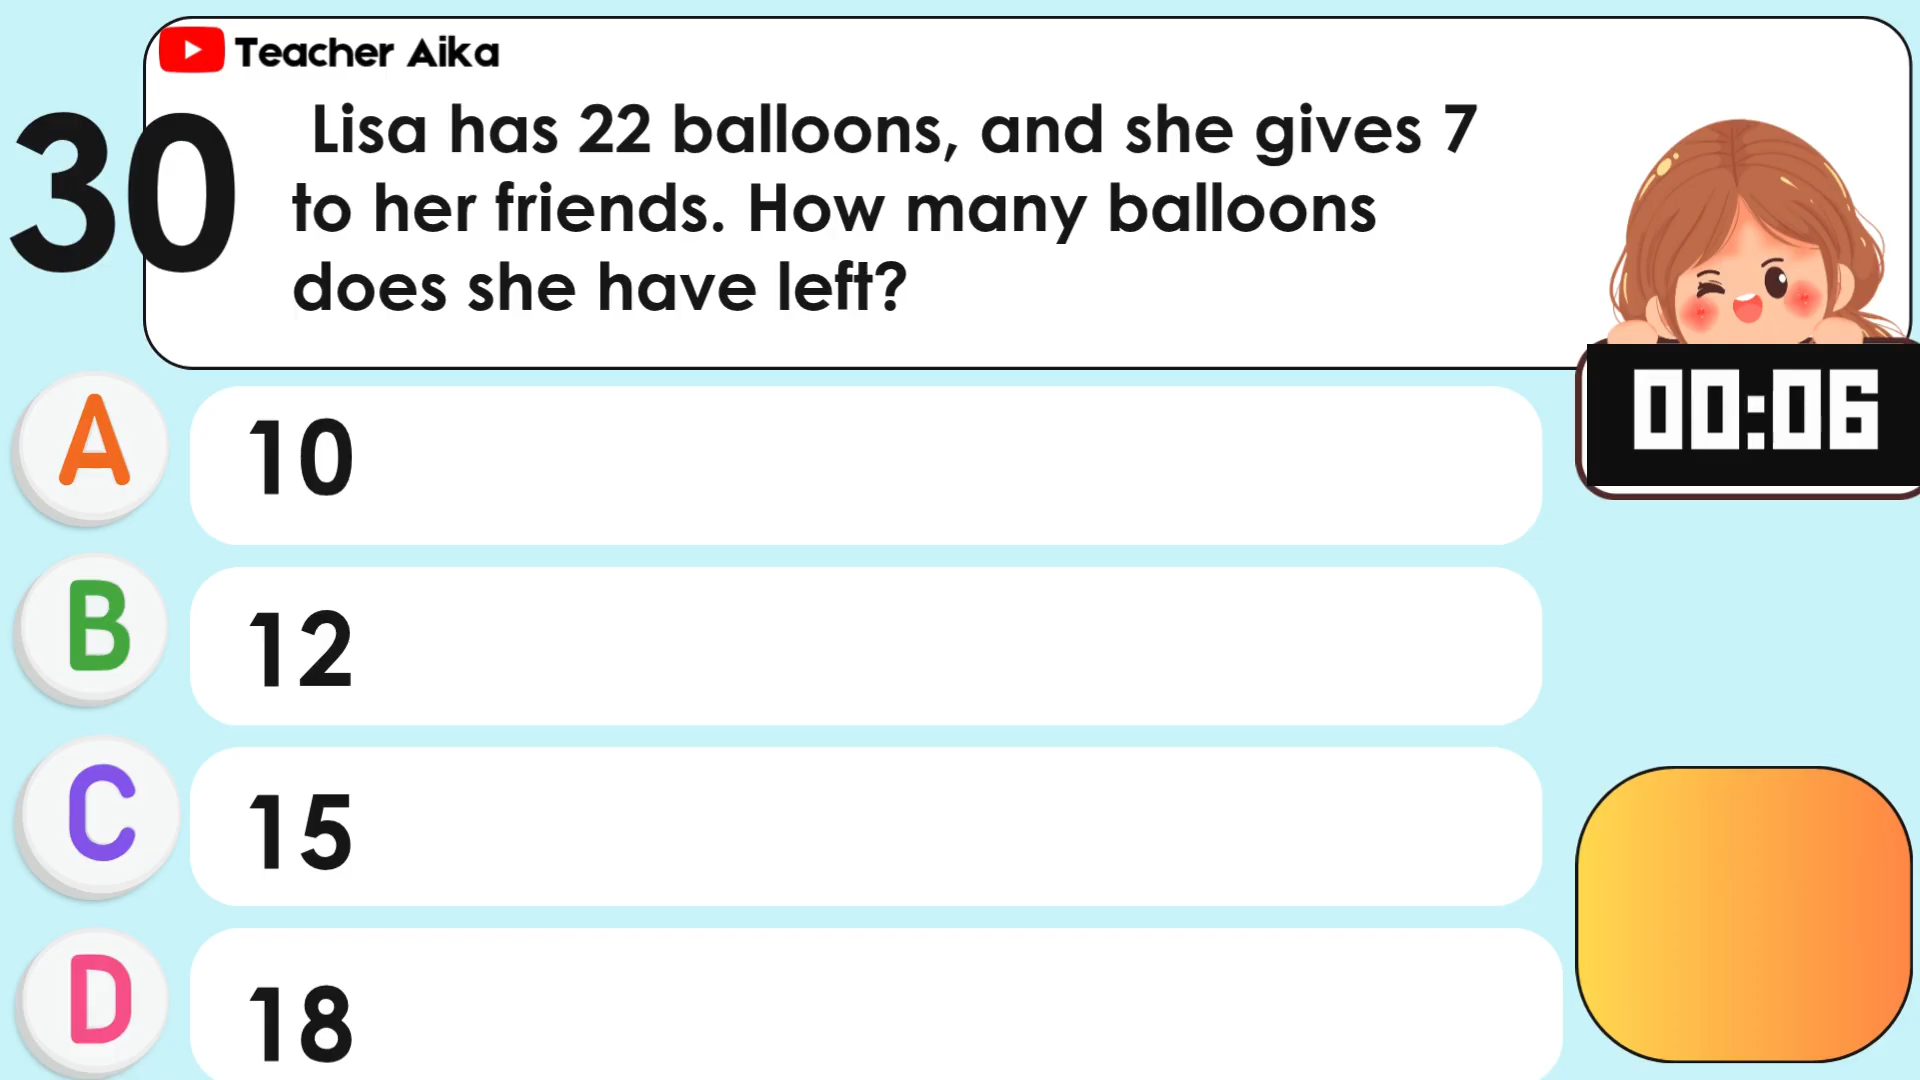 Teacher Aika
30
Lisa has 22 balloons, and she gives 7
to her friends. How many balloons
does she have left?
00:06
A
10
B
12
C
15
D
18